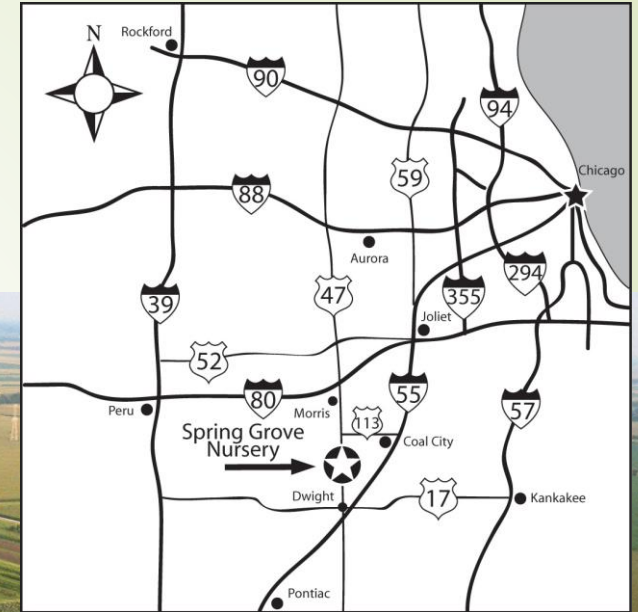 N
Rockford
90
94
Chicago
59
88
Aurora
294
39
47
355
Joliet
52
80
55
57
Peru
Morris
113
Spring Grove
Nursery
Coal City
Dwight
17
Kankakee
Pontiac